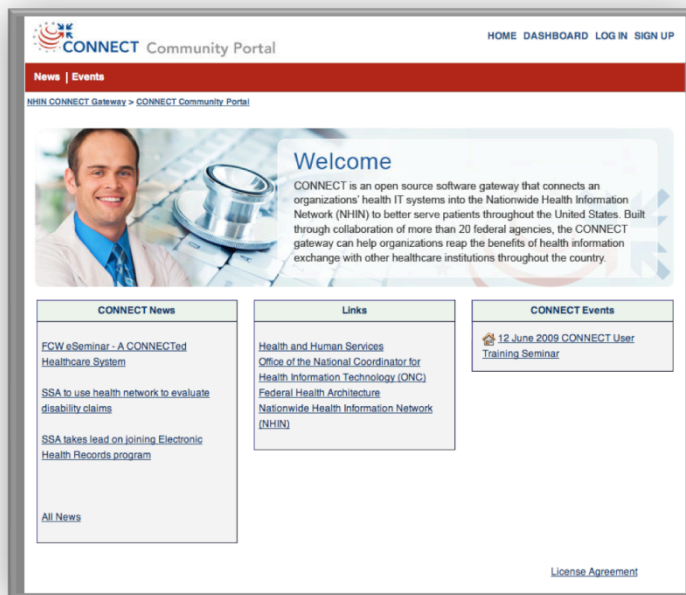 CONNECT Community Portal
HOME DASHBOARD LOG IN SIGN UP
News | Events
NHIN CONNECT Gateway > CONNECT Community Portal
Welcome
CONNECT is an open source software gateway that connects an
organizations' health IT systems into the Nationwide Health Information
Network (NHIN) to better serve patients throughout the United States. Built
through collaboration of more than 20 federal agencies, the CONNECT
gateway can help organizations reap the benefits of health information
exchange with other healthcare institutions throughout the country.
CONNECT News
FCW eSeminar - A CONNECTed
Healthcare System
SSA to use health network to evaluate
disability claims
SSA takes lead on joining Electronic
Health Records program
All News
Links
Health and Human Services
Office of the National Coordinator for
Health Information Technology (ONC)
Federal Health Architecture
Nationwide Health Information Network
(NHIN)
CONNECT Events
12 June 2009 CONNECT User
Training Seminar
License Agreement